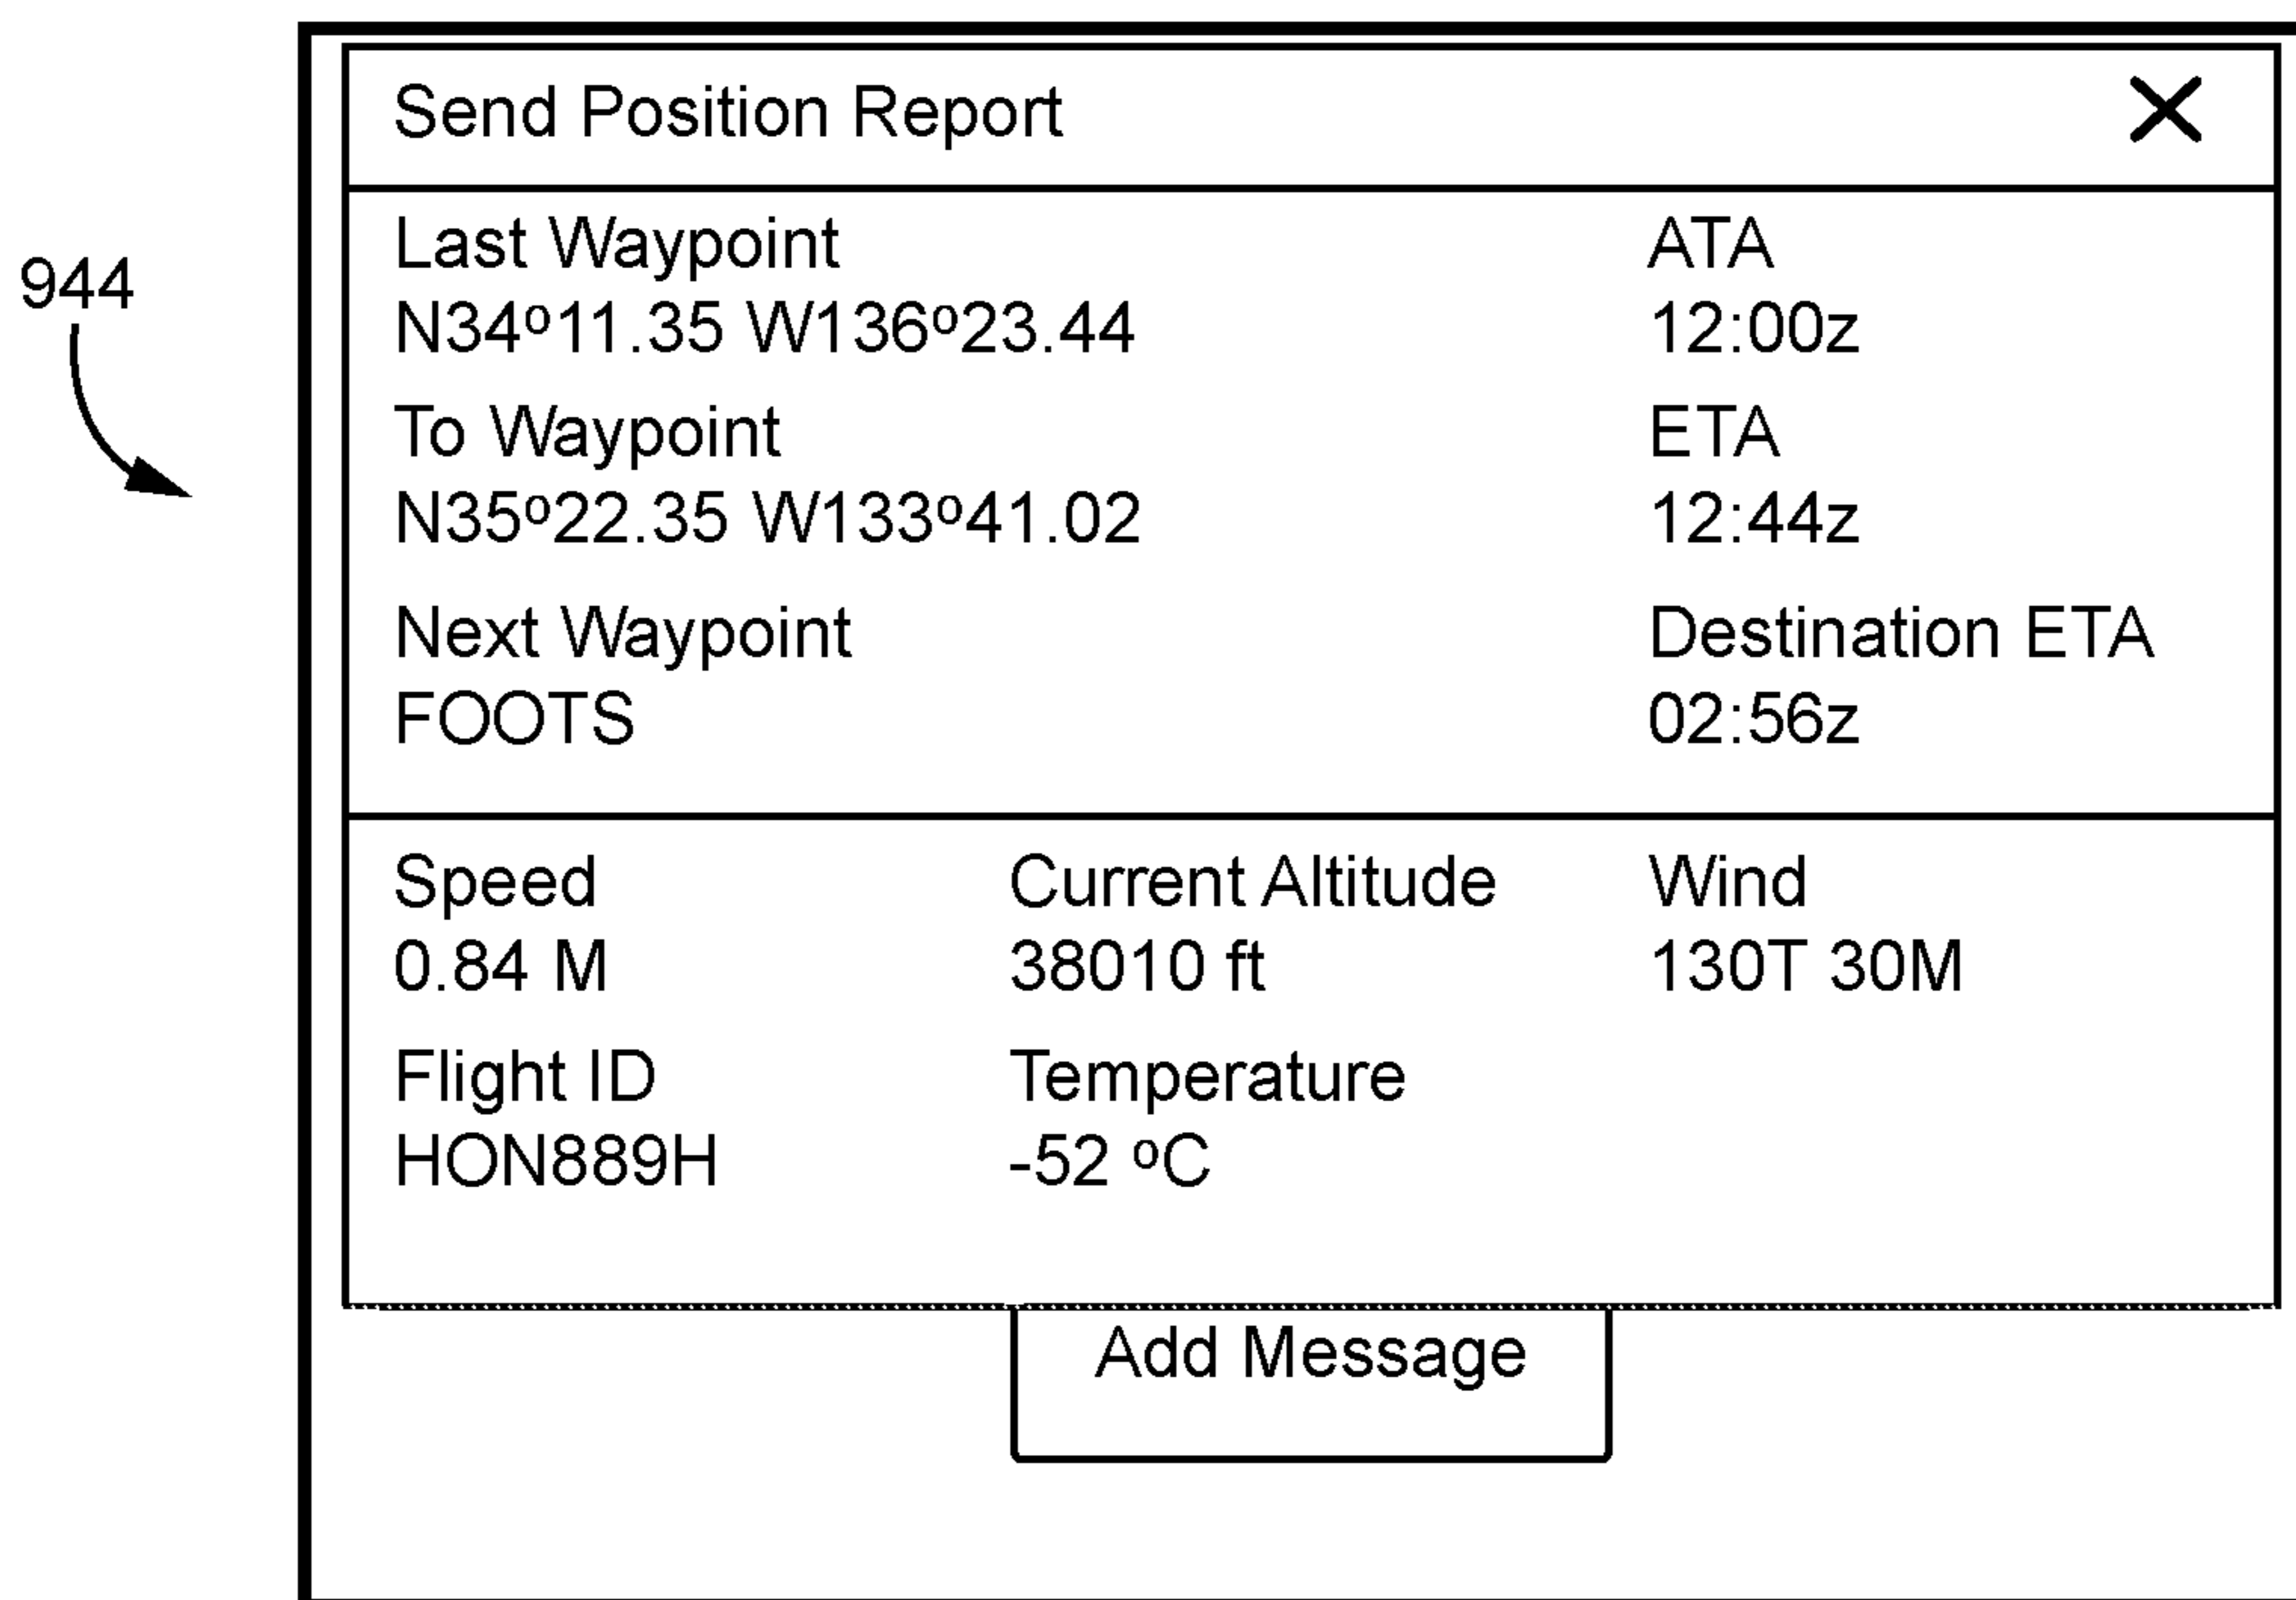 Send Position Report
944
Last Waypoint ATA
N34º11.35 W136º23.44 12:00z
To Waypoint ETA
N35º22.35 W133º41.02 12:44z
Next Waypoint Destination ETA
FOOTS 02:56z
Speed Current Altitude Wind
0.84 M 38010 ft 130T 30M
Flight ID Temperature
HON889H -52 ºC
Add Message